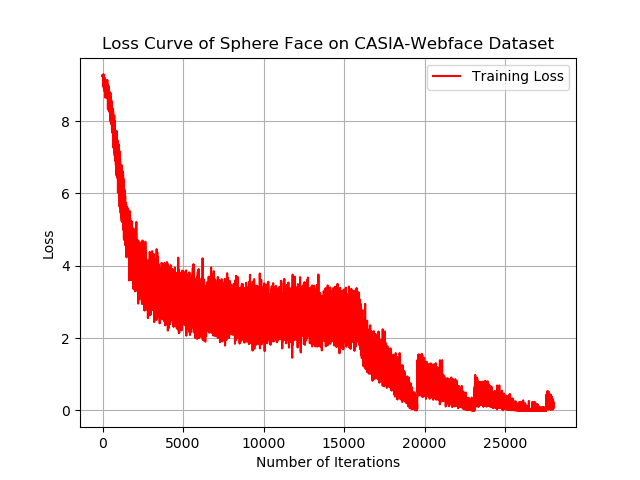 Loss Curve of Sphere Face on CASIA-Webface Dataset
Training Loss
8
6
4
2
0
Loss
0 5000 10000 15000 20000 25000
Number of Iterations